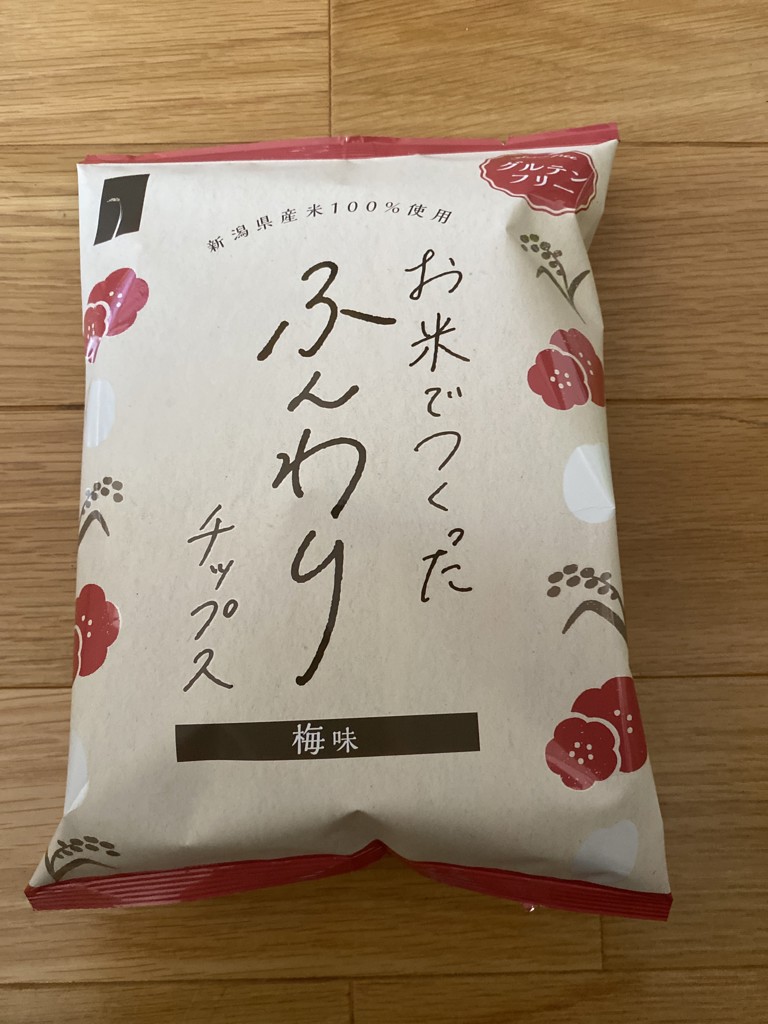 グルテン
フリー
新潟県産米100%使用
お米でつくった
ふんわり
チップス
梅味